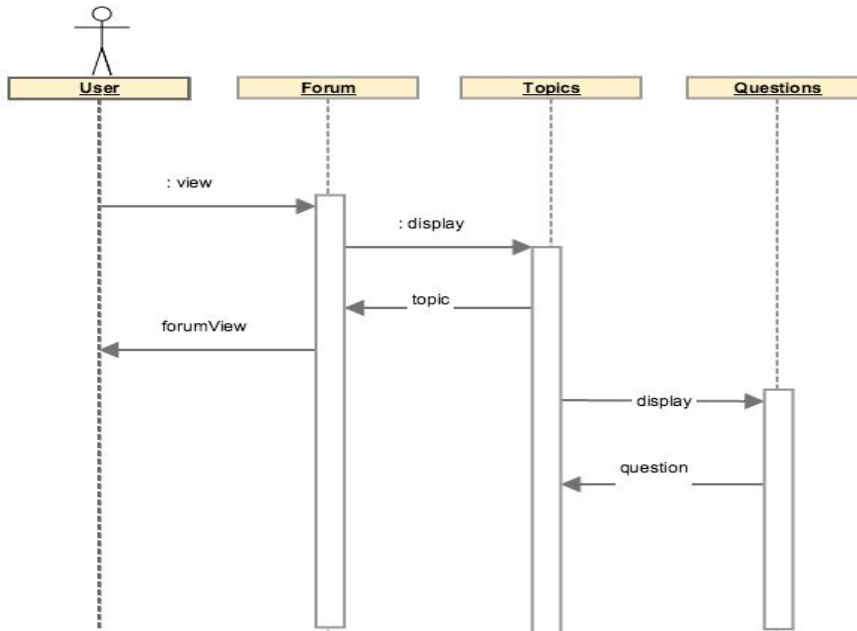 User
Forum
Topics
Questions
: view
: display
topic
forumView
display
question